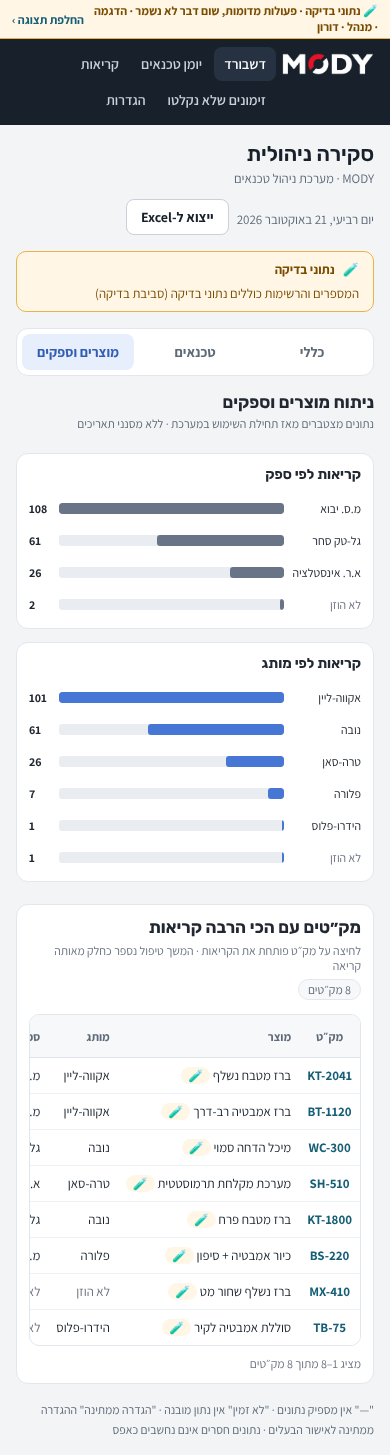 🧪 נתוני בדיקה · פעולות מדומות, שום דבר לא נשמר · הדגמה · מנהל · דורון
החלפת תצוגה ›
MODY
דשבורד
יומן טכנאים
קריאות
זימונים שלא נקלטו
הגדרות
סקירה ניהולית
MODY · מערכת ניהול טכנאים
יום רביעי, 21 באוקטובר 2026
ייצוא ל-Excel
🧪 נתוני בדיקה
המספרים והרשימות כוללים נתוני בדיקה (סביבת בדיקה)
כללי
טכנאים
מוצרים וספקים
ניתוח מוצרים וספקים
נתונים מצטברים מאז תחילת השימוש במערכת · ללא מסנני תאריכים
קריאות לפי ספק
מ.ס. יבוא 108
גל-טק סחר 61
א.ר. אינסטלציה 26
לא הוזן 2
קריאות לפי מותג
אקווה-ליין 101
נובה 61
טרה-סאן 26
פלורה 7
הידרו-פלוס 1
לא הוזן 1
מק״טים עם הכי הרבה קריאות
לחיצה על מק״ט פותחת את הקריאות · המשך טיפול נספר כחלק מאותה
קריאה
8 מק״טים
מק״ט מוצר מותג
KT-2041 ברז מטבח נשלף 🧪 אקווה-ליין מ.
BT-1120 ברז אמבטיה רב-דרך 🧪 אקווה-ליין מ.
WC-300 מיכל הדחה סמוי 🧪 נובה גל
SH-510 מערכת מקלחת תרמוסטטית 🧪 טרה-סאן א.
KT-1800 ברז מטבח פרח 🧪 נובה גל
BS-220 כיור אמבטיה + סיפון 🧪 פלורה מ.
MX-410 ברז נשלף שחור מט 🧪 לא הוזן לא
TB-75 סוללת אמבטיה לקיר 🧪 הידרו-פלוס לא
מציג 1–8 מתוך 8 מק״טים
"—" אין מספיק נתונים · "לא זמין" אין נתון מובנה · "הגדרה ממתינה" ההגדרה
ממתינה לאישור הבעלים · נתונים חסרים אינם נחשבים כאפס